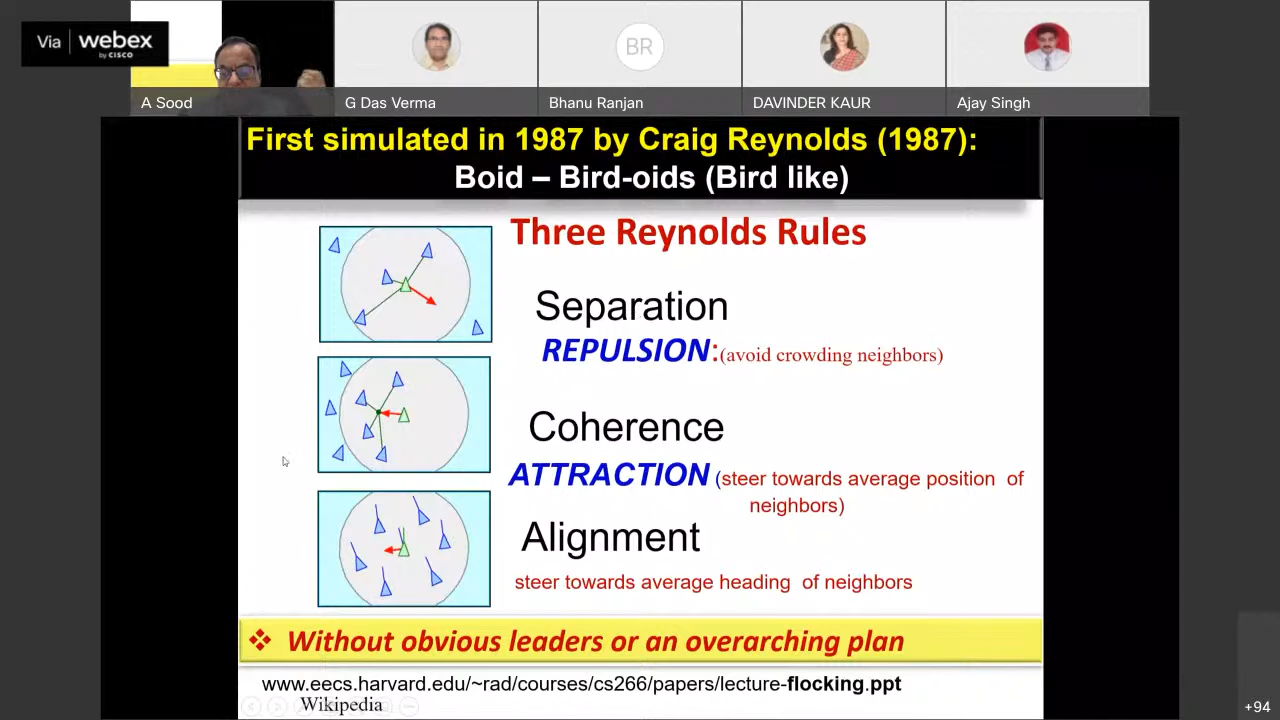 Via webex
by CISCO
BR
A Sood
G Das Verma
Bhanu Ranjan
DAVINDER KAUR
Ajay Singh
First simulated in 1987 by Craig Reynolds (1987):
Boid – Bird-oids (Bird like)
Three Reynolds Rules
Separation
REPULSION:(avoid crowding neighbors)
Coherence
ATTRACTION (steer towards average position of
neighbors)
Alignment
steer towards average heading of neighbors
❖ Without obvious leaders or an overarching plan
www.eecs.harvard.edu/~rad/courses/cs266/papers/lecture-flocking.ppt
Wikipedia
+94